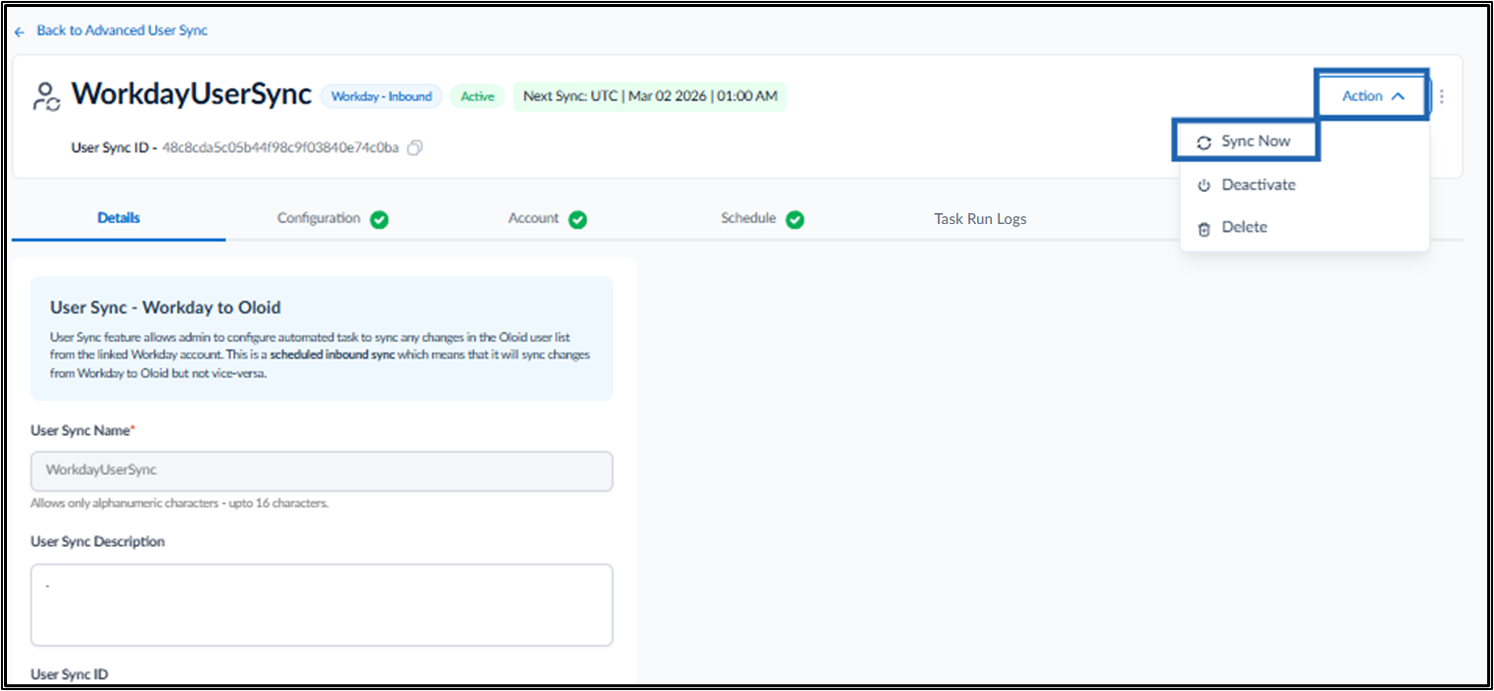 Back to Advanced User Sync
WorkdayUserSync Workday - Inbound Active Next Sync: UTC | Mar 02 2026 | 01:00 AM Action
User Sync ID - 48c8cda5c05b44f98c9f03840e74c0ba
Sync Now
Deactivate
Delete
Details Configuration Account Schedule Task Run Logs
User Sync - Workday to Oloid
User Sync feature allows admin to configure automated task to sync any changes in the Oloid user list
from the linked Workday account. This is a scheduled inbound sync which means that it will sync changes
from Workday to Oloid but not vice-versa.
User Sync Name*
WorkdayUserSync
Allows only alphanumeric characters - upto 16 characters.
User Sync Description
-
User Sync ID